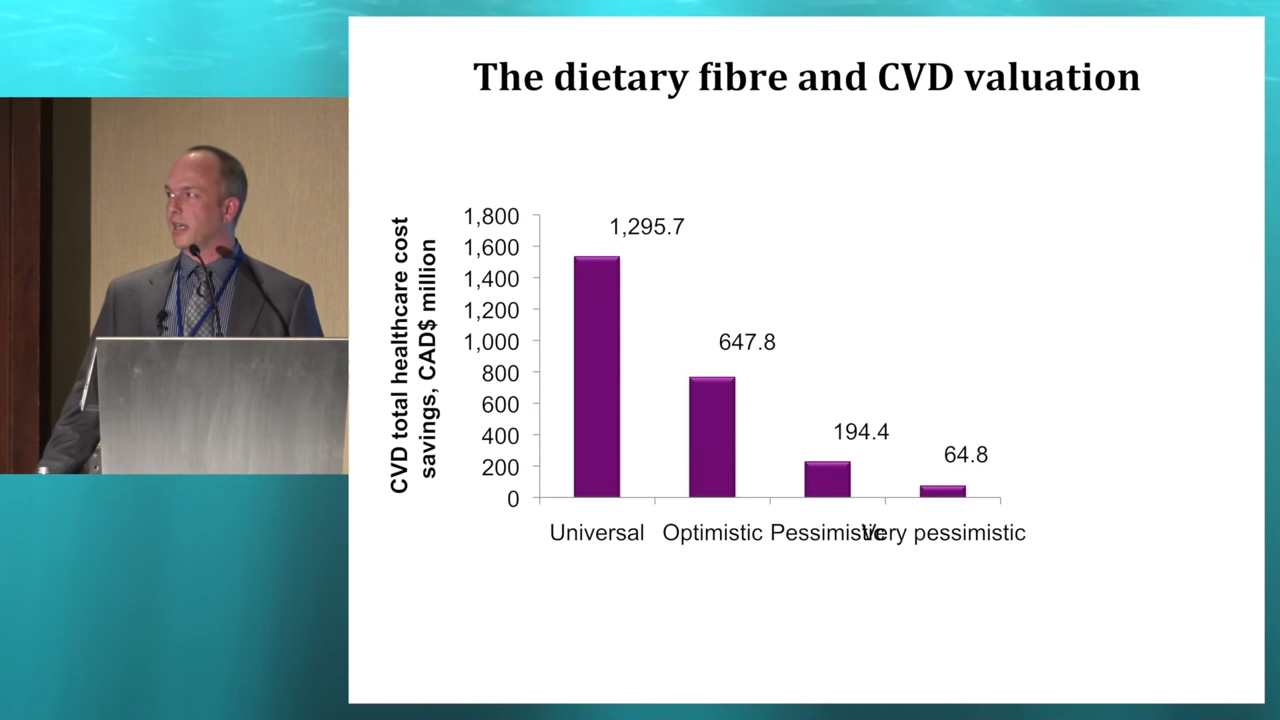 The dietary fibre and CVD valuation
CVD total healthcare cost
savings, CAD$ million
1,800
1,600
1,400
1,200
1,000
800
600
400
200
0
1,295.7
647.8
194.4
64.8
Universal
Optimistic
Pessimistic
Very pessimistic